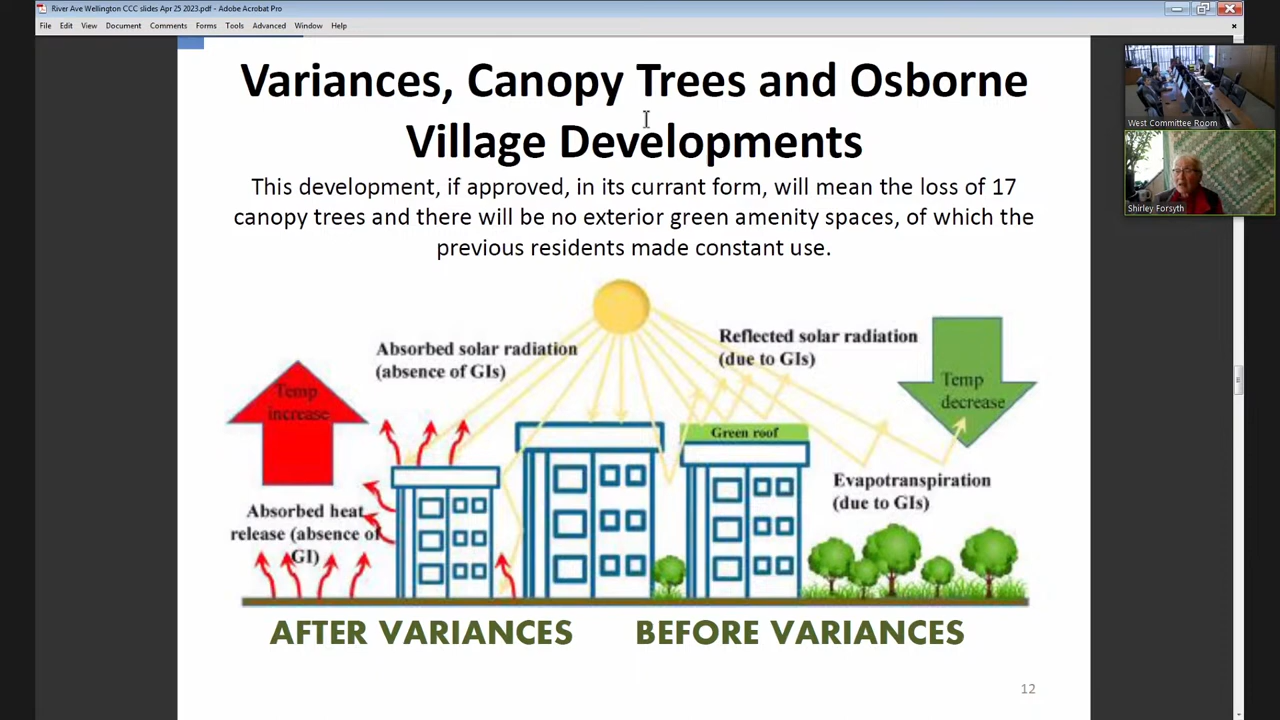 River Ave Wellington CCC slides Apr 25 2023.pdf - Adobe Acrobat Pro
File Edit View Document Comments Forms Tools Advanced Window Help
Variances, Canopy Trees and Osborne
Village Developments
This development, if approved, in its currant form, will mean the loss of 17
canopy trees and there will be no exterior green amenity spaces, of which the
previous residents made constant use.
Temp
increase
Absorbed solar radiation
(absence of GIs)
Reflected solar radiation
(due to GIs)
Temp
decrease
Green roof
Absorbed heat
release (absence of
GI)
Evapotranspiration
(due to GIs)
AFTER VARIANCES
BEFORE VARIANCES
12
West Committee Room
Shirley Forsyth